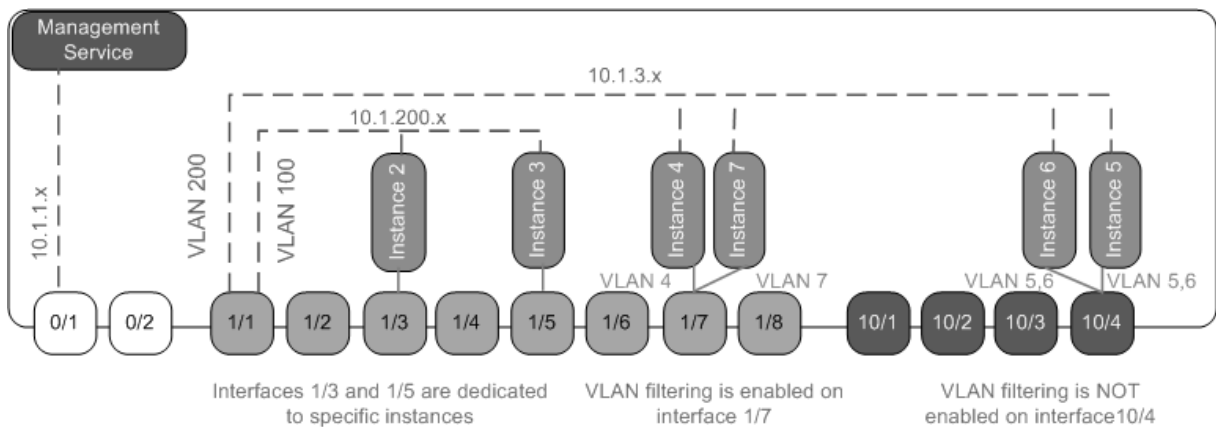 Management
Service
10.1.3.x
10.1.200.x
10.1.1.x
VLAN 200
VLAN 100
Instance 2
Instance 3
Instance 4
Instance 7
Instance 6
Instance 5
VLAN 4
VLAN 7
VLAN 5,6
VLAN 5,6
0/1
0/2
1/1
1/2
1/3
1/4
1/5
1/6
1/7
1/8
10/1
10/2
10/3
10/4
Interfaces 1/3 and 1/5 are dedicated
to specific instances
VLAN filtering is enabled on
interface 1/7
VLAN filtering is NOT
enabled on interface10/4